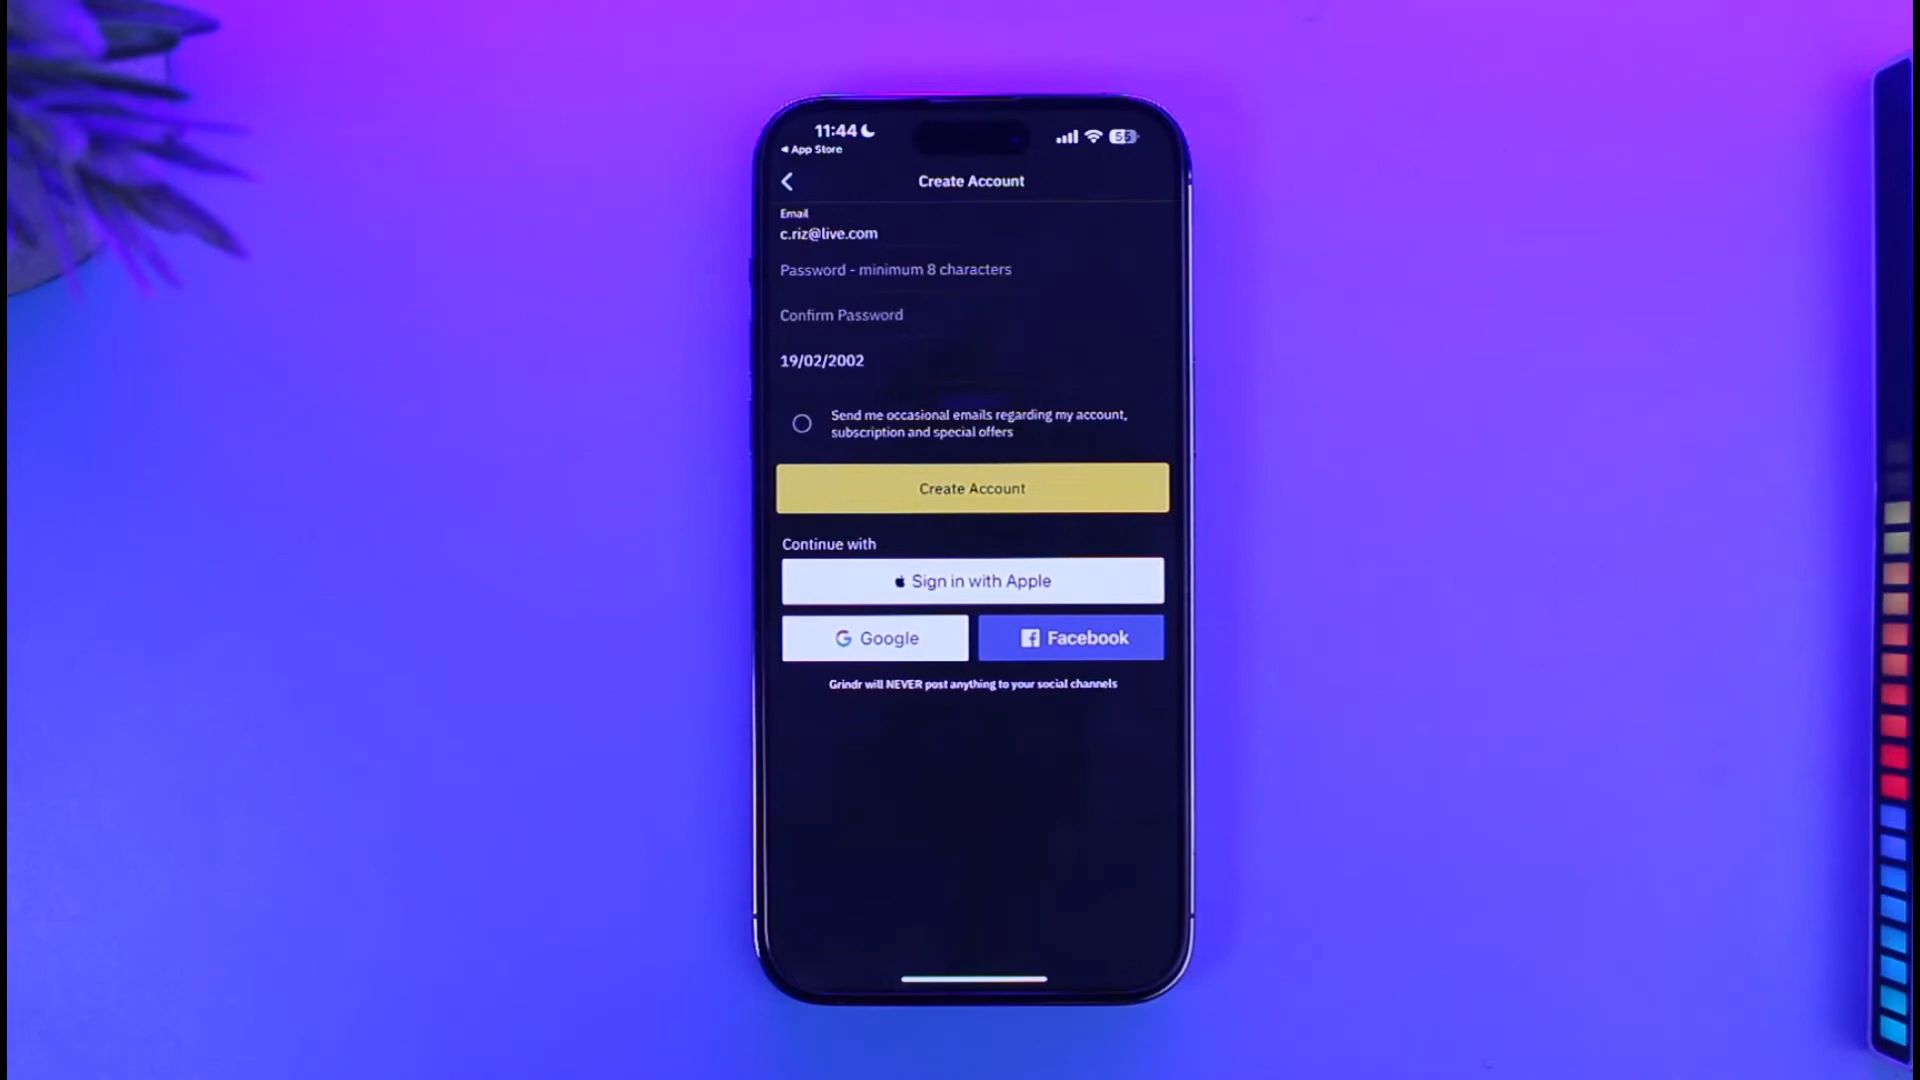 11:44
55
App Store
Create Account
Email
c.riz@live.com
Password - minimum 8 characters
Confirm Password
19/02/2002
Send me occasional emails regarding my account,
subscription and special offers
Create Account
Continue with
Sign in with Apple
Google
Facebook
Grindr will NEVER post anything to your social channels